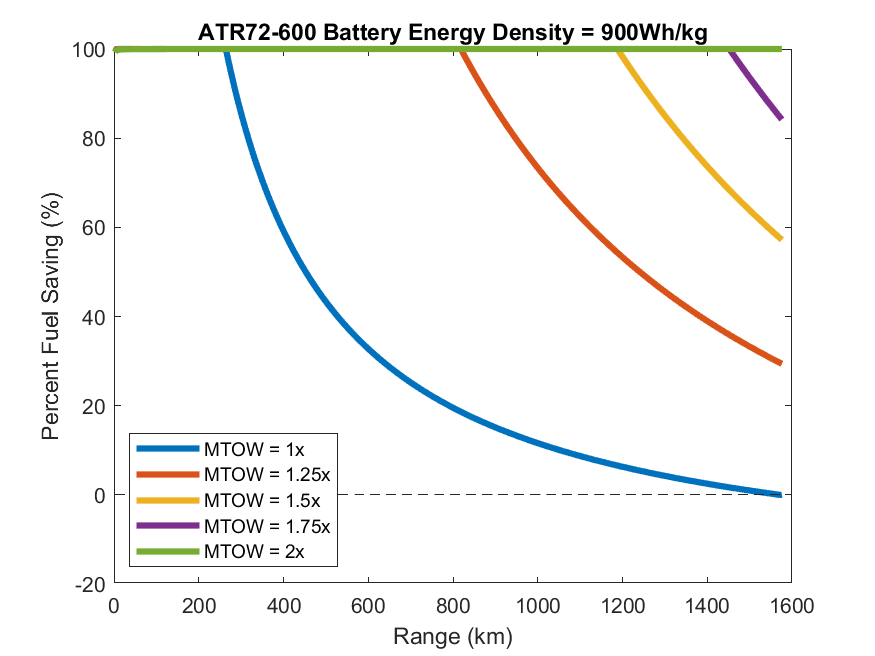 ATR72-600 Battery Energy Density = 900Wh/kg
100
80
60
40
20
0
-20
Percent Fuel Saving (%)
MTOW = 1x
MTOW = 1.25x
MTOW = 1.5x
MTOW = 1.75x
MTOW = 2x
0 200 400 600 800 1000 1200 1400 1600
Range (km)